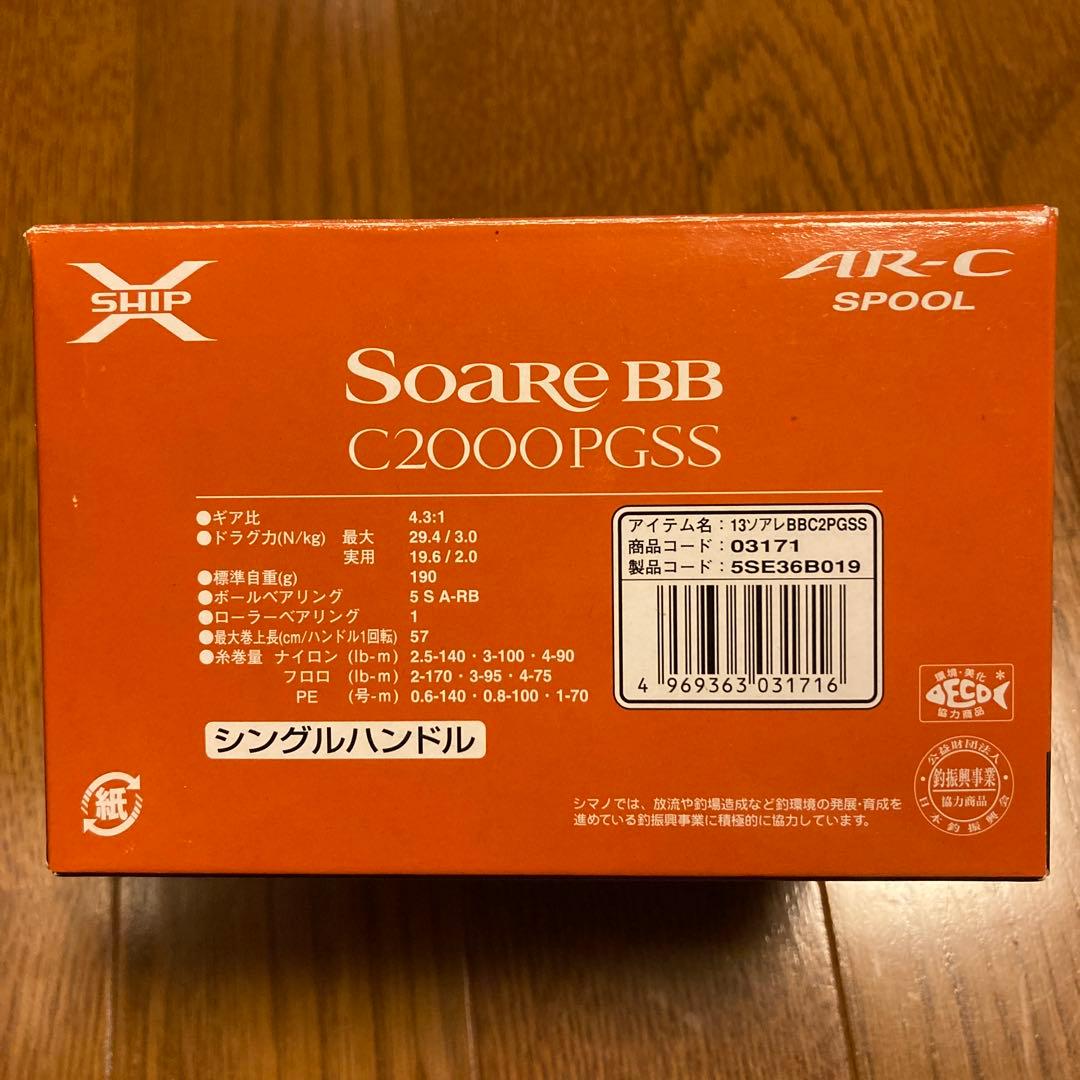 X SHIP
AR-C
SPOOL
SOARE BB
C2000PGSS
●ギア比 4.3:1
●ドラグ力(N/kg) 最大 29.4 / 3.0
実用 19.6 / 2.0
●標準自重(g) 190
●ボールベアリング 5 S A-RB
●ローラーベアリング 1
●最大巻上長(cm/ハンドル1回転) 57
●糸巻量 ナイロン (lb-m) 2.5-140・3-100・4-90
フロロ (lb-m) 2-170・3-95・4-75
PE (号-m) 0.6-140・0.8-100・1-70
シングルハンドル
アイテム名：13ソアレBBC2PGSS
商品コード：03171
製品コード：5SE36B019
4 969363 031716
環境・美化
ECO
協力商品
公益財団法人
釣振興事業
協力商品
日本釣振興会
紙
シマノでは、放流や釣場造成など釣環境の発展・育成を
進めている釣振興事業に積極的に協力しています。